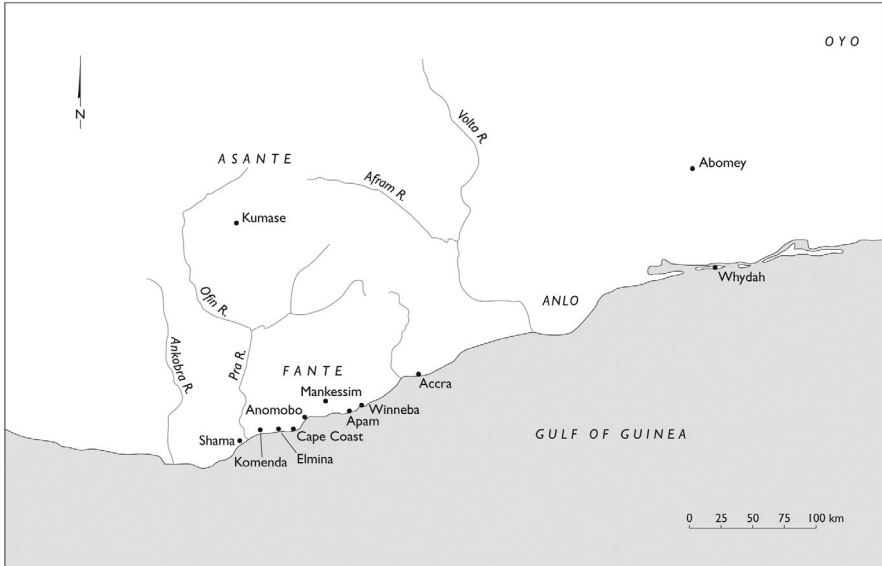 OYO
N
Volta R.
ASANTE
Abomey
Afram R.
Kumase
Whydah
Ofin R.
ANLO
Ankobra R.
Pra R.
FANTE
Accra
Mankessim
Anomobo
Winneba
Apam
Shama
Cape Coast
GULF OF GUINEA
Elmina
Komenda
0 25 50 75 100 km